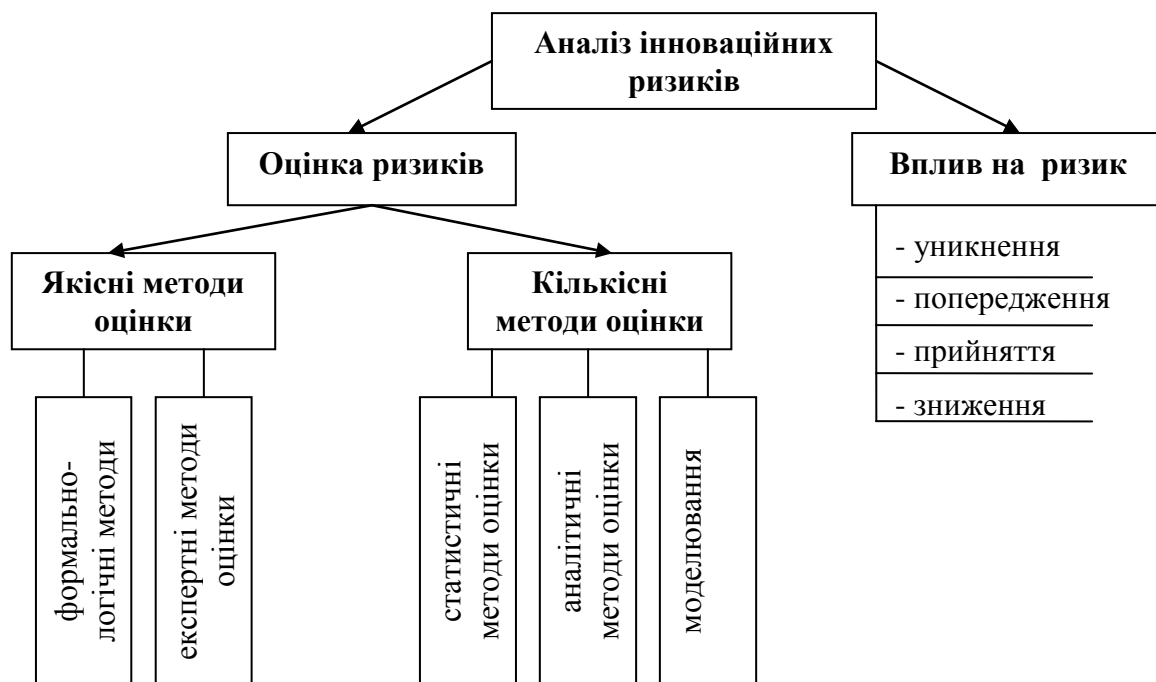 Аналіз інноваційних
ризиків
Оцінка ризиків
Вплив на ризик
- уникнення
- попередження
- прийняття
- зниження
Якісні методи
оцінки
Кількісні
методи оцінки
формально-
логічні методи
експертні методи
оцінки
статистичні
методи оцінки
аналітичні
методи оцінки
моделювання